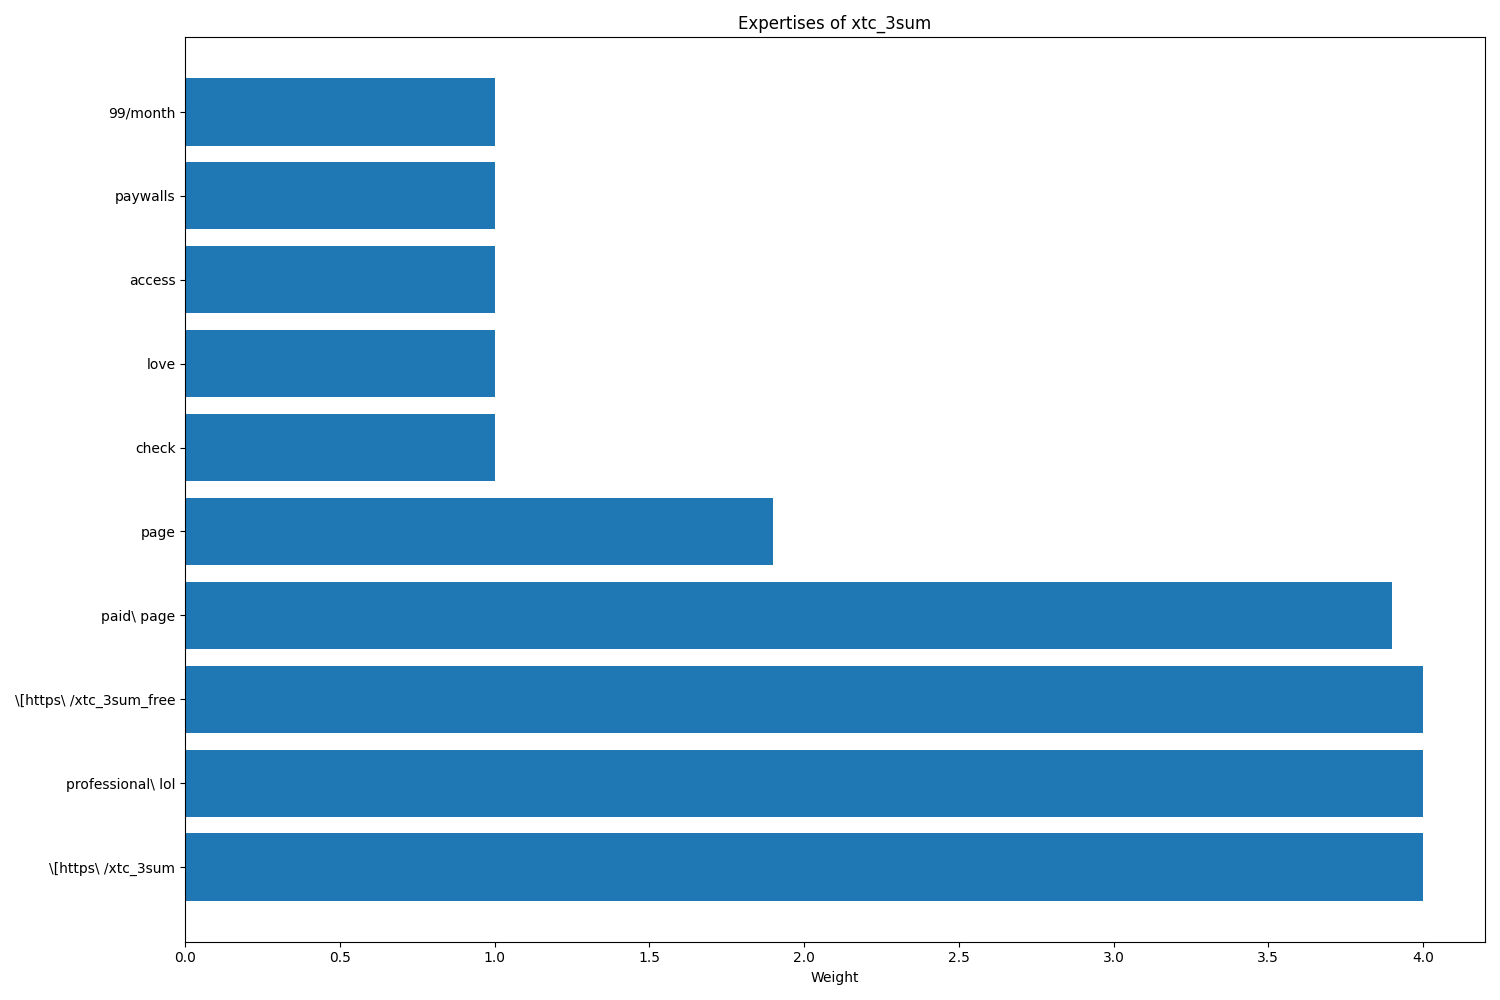 Expertises of xtc_3sum
99/month
paywalls
access
love
check
page
paid\ page
\[https\ /xtc_3sum_free
professional\ lol
\[https\ /xtc_3sum
0.0 0.5 1.0 1.5 2.0 2.5 3.0 3.5 4.0
Weight